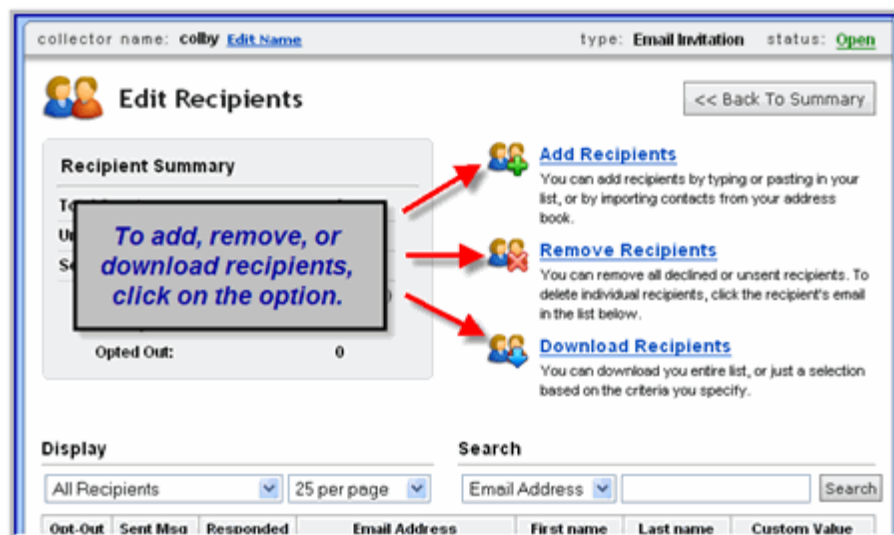 collector name: colby Edit Name type: Email Invitation status: Open
Edit Recipients
<< Back To Summary
Recipient Summary
To add, remove, or
download recipients,
click on the option.
Opted Out: 0
Add Recipients
You can add recipients by typing or pasting in your
list, or by importing contacts from your address
book.
Remove Recipients
You can remove all declined or unsent recipients. To
delete individual recipients, click the recipient's email
in the list below.
Download Recipients
You can download you entire list, or just a selection
based on the criteria you specify.
Display
All Recipients 25 per page
Search
Email Address Search
Opt-Out Sent Msg Responded Email Address First name Last name Custom Value